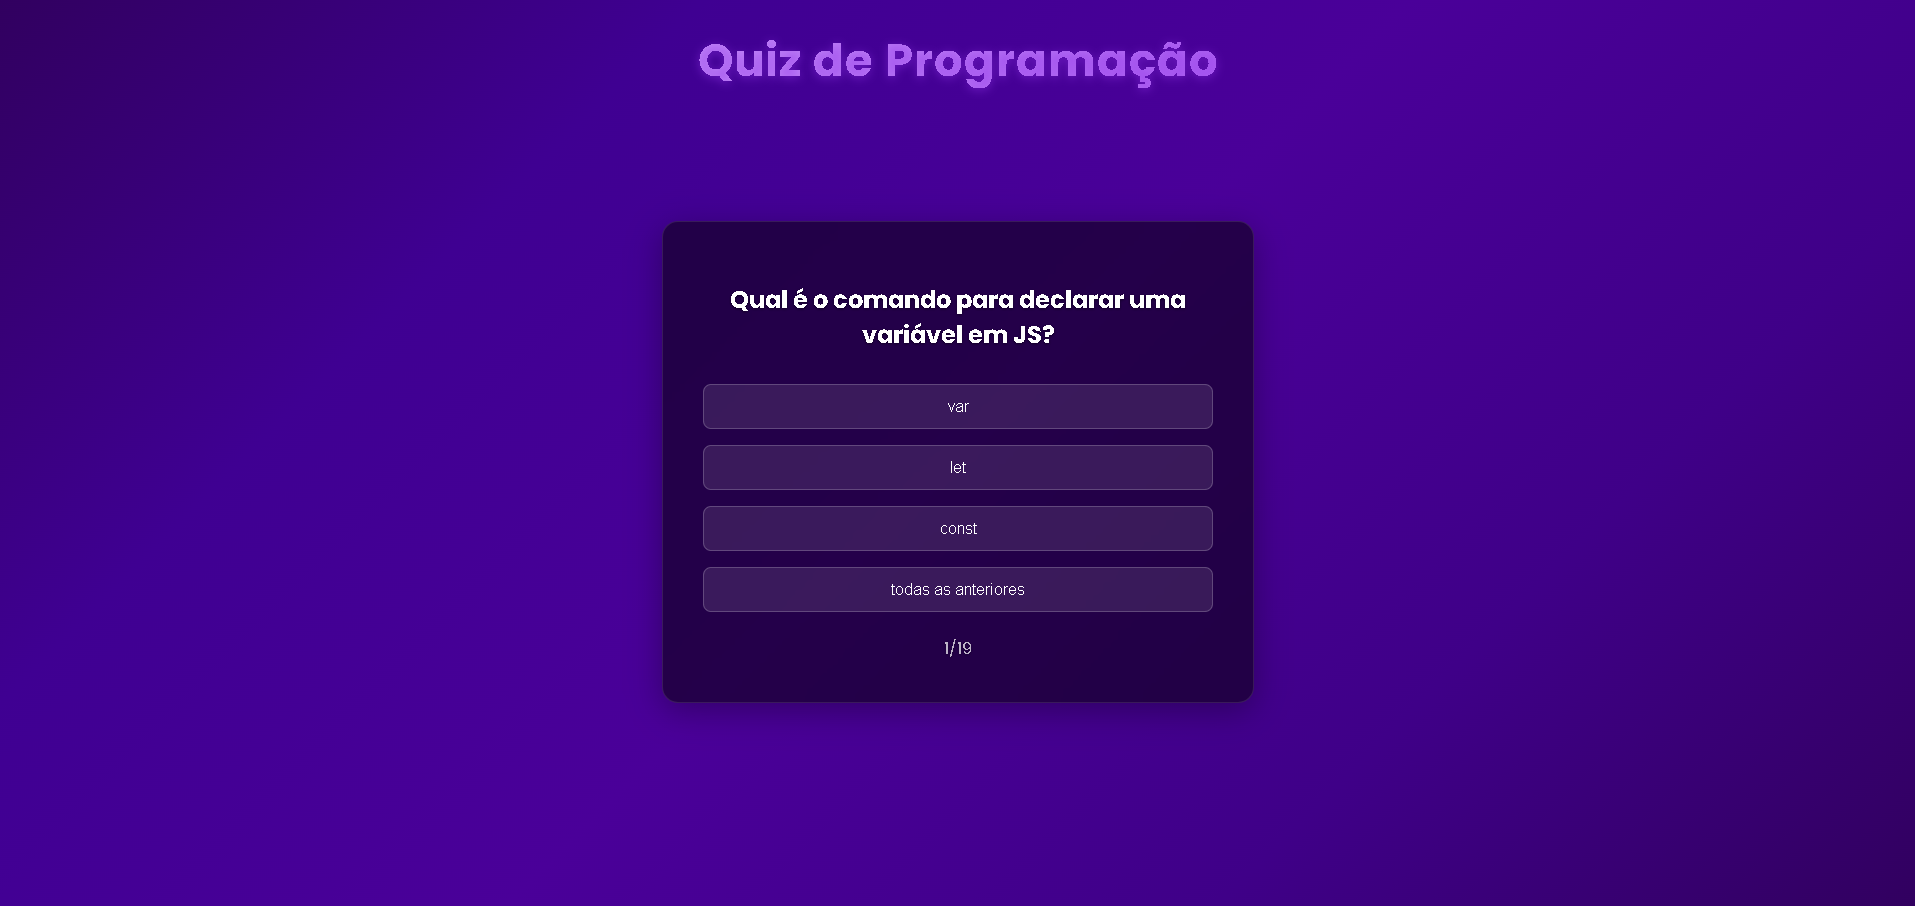 Quiz de Programação
Qual é o comando para declarar uma
variável em JS?
var
let
const
todas as anteriores
1/19